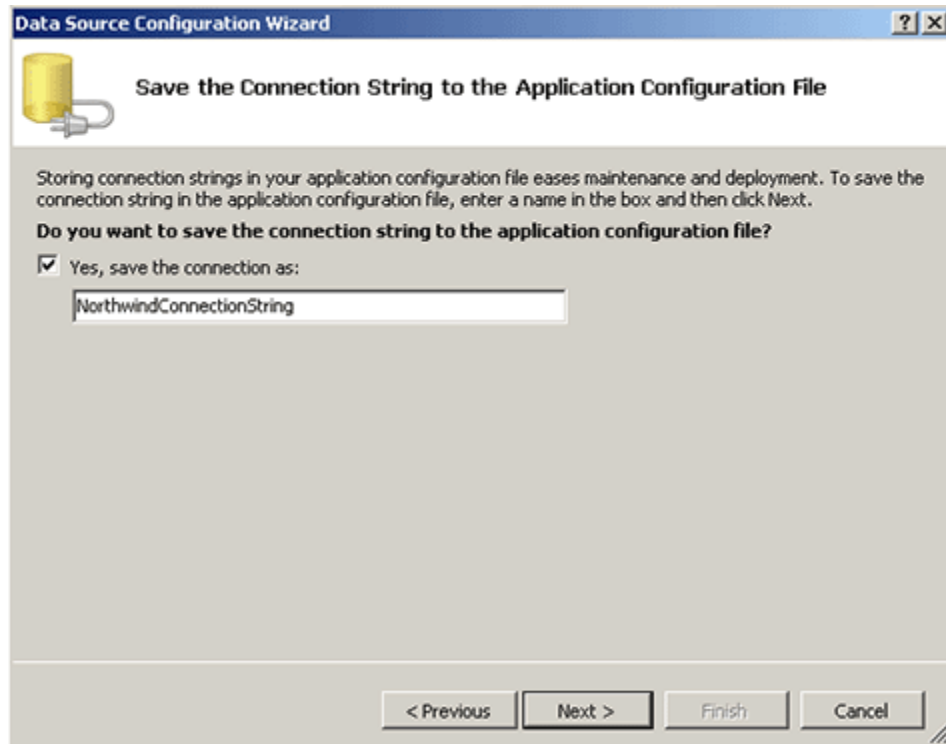 Data Source Configuration Wizard
Save the Connection String to the Application Configuration File
Storing connection strings in your application configuration file eases maintenance and deployment. To save the
connection string in the application configuration file, enter a name in the box and then click Next.
Do you want to save the connection string to the application configuration file?
Yes, save the connection as:
NorthwindConnectionString
< Previous
Next >
Finish
Cancel